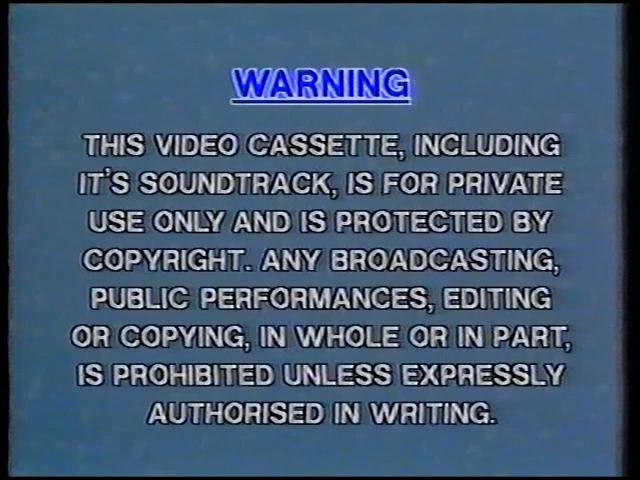 WARNING
THIS VIDEO CASSETTE, INCLUDING
IT'S SOUNDTRACK, IS FOR PRIVATE
USE ONLY AND IS PROTECTED BY
COPYRIGHT. ANY BROADCASTING,
PUBLIC PERFORMANCES, EDITING
OR COPYING, IN WHOLE OR IN PART,
IS PROHIBITED UNLESS EXPRESSLY
AUTHORISED IN WRITING.